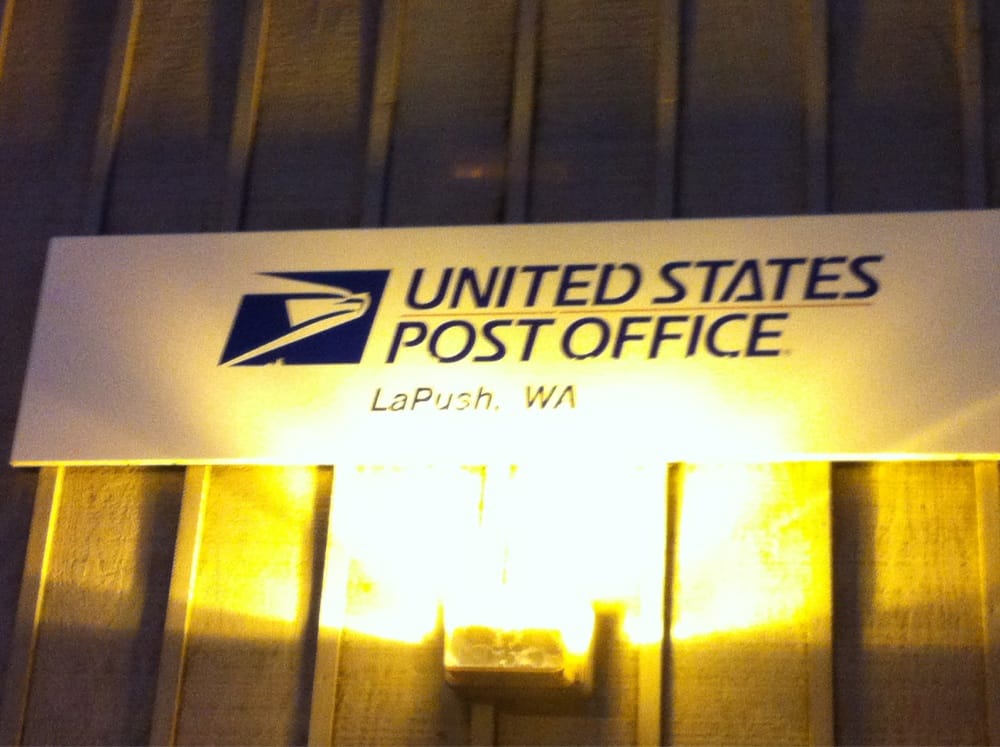 UNITED STATES
POST OFFICE
LaPush, WA